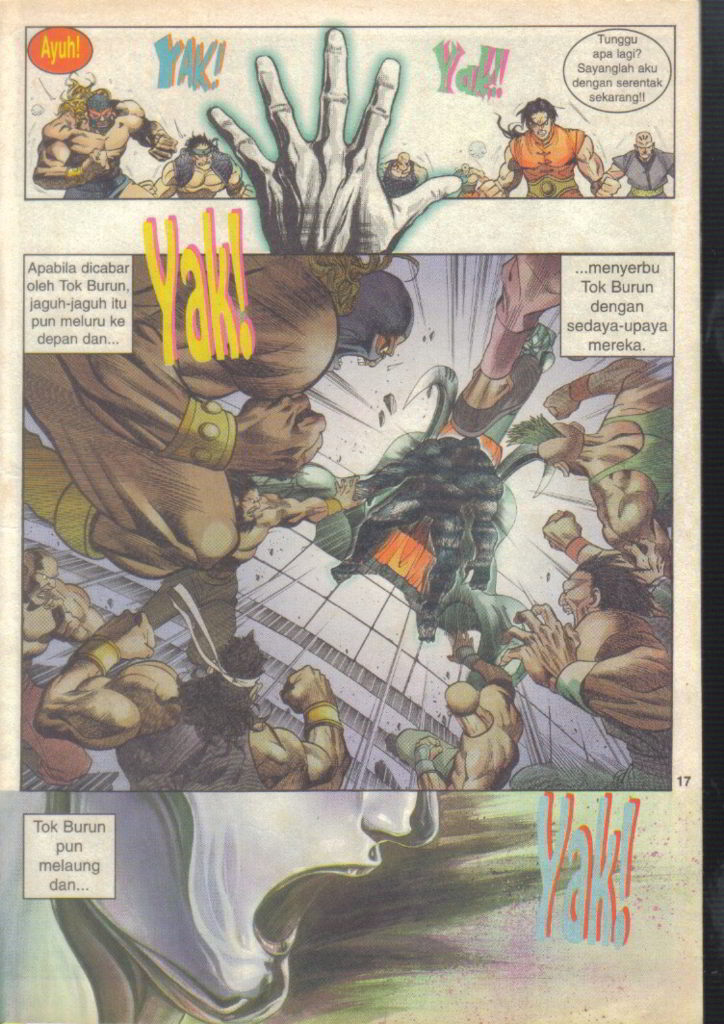 Ayuh!
YAK!
Yak!
Tunggu
apa lagi?
Sayanglah aku
dengan serentak
sekarang!!
Yak!
Apabila dicabar
oleh Tok Burun,
jaguh-jaguh itu
pun meluru ke
depan dan...
...menyerbu
Tok Burun
dengan
sedaya-upaya
mereka.
17
Tok Burun
pun
melaung
dan...
Yak!